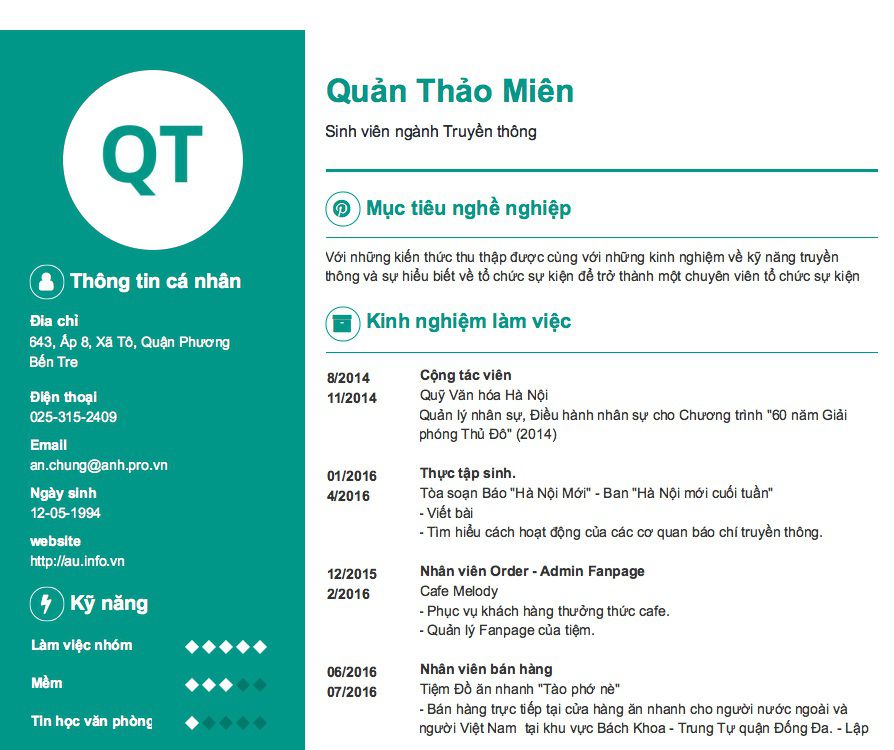 QT
Thông tin cá nhân
Địa chỉ
643, Ấp 8, Xã Tô, Quận Phương
Bến Tre
Điện thoại
025-315-2409
Email
an.chung@anh.pro.vn
Ngày sinh
12-05-1994
website
http://au.info.vn
Kỹ năng
Làm việc nhóm
Mềm
Tin học văn phòng
Quản Thảo Miên
Sinh viên ngành Truyền thông
Mục tiêu nghề nghiệp
Với những kiến thức thu thập được cùng với những kinh nghiệm về kỹ năng truyền
thông và sự hiểu biết về tổ chức sự kiện để trở thành một chuyên viên tổ chức sự kiện
Kinh nghiệm làm việc
8/2014
11/2014
Cộng tác viên
Quỹ Văn hóa Hà Nội
Quản lý nhân sự, Điều hành nhân sự cho Chương trình "60 năm Giải
phóng Thủ Đô" (2014)
01/2016
4/2016
Thực tập sinh.
Tòa soạn Báo "Hà Nội Mới" - Ban "Hà Nội mới cuối tuần"
- Viết bài
- Tìm hiểu cách hoạt động của các cơ quan báo chí truyền thông.
12/2015
2/2016
Nhân viên Order - Admin Fanpage
Cafe Melody
- Phục vụ khách hàng thưởng thức cafe.
- Quản lý Fanpage của tiệm.
06/2016
07/2016
Nhân viên bán hàng
Tiệm Đồ ăn nhanh "Tào phớ nè"
- Bán hàng trực tiếp tại cửa hàng ăn nhanh cho người nước ngoài và
người Việt Nam tại khu vực Bách Khoa - Trung Tự quận Đống Đa. - Lập